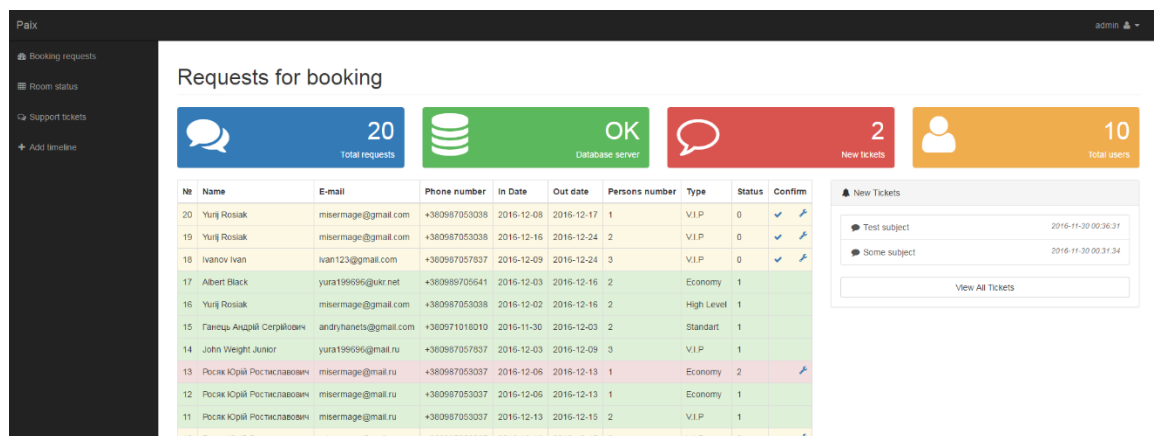 Paix
admin
Booking requests
Room status
Support tickets
Add timeline
Requests for booking
20
Total requests
OK
Database server
2
New tickets
10
Total users
№ Name E-mail Phone number In Date Out date Persons number Type Status Confirm
20 Yurij Rosiak misermage@gmail.com +380987053038 2016-12-08 2016-12-17 1 V.I.P 0
19 Yurij Rosiak misermage@gmail.com +380987053038 2016-12-16 2016-12-24 2 V.I.P 0
18 Ivanov Ivan ivan123@gmail.com +380987057837 2016-12-09 2016-12-24 3 V.I.P 0
17 Albert Black yura199696@ukr.net +380989705641 2016-12-03 2016-12-16 2 Economy 1
16 Yurij Rosiak misermage@gmail.com +380987053038 2016-12-02 2016-12-16 2 High Level 1
15 Ганець Андрій Сегрійович andryhanets@gmail.com +380971018010 2016-11-30 2016-12-03 2 Standart 1
14 John Weight Junior yura199696@mail.ru +380987057837 2016-12-03 2016-12-09 3 V.I.P 1
13 Росяк Юрій Ростиславович misermage@mail.ru +380987053037 2016-12-06 2016-12-13 1 Economy 2
12 Росяк Юрій Ростиславович misermage@mail.ru +380987053037 2016-12-06 2016-12-13 1 Economy 1
11 Росяк Юрій Ростиславович misermage@mail.ru +380987053037 2016-12-13 2016-12-15 2 V.I.P 1
New Tickets
Test subject 2016-11-30 00:36:31
Some subject 2016-11-30 00:31:34
View All Tickets